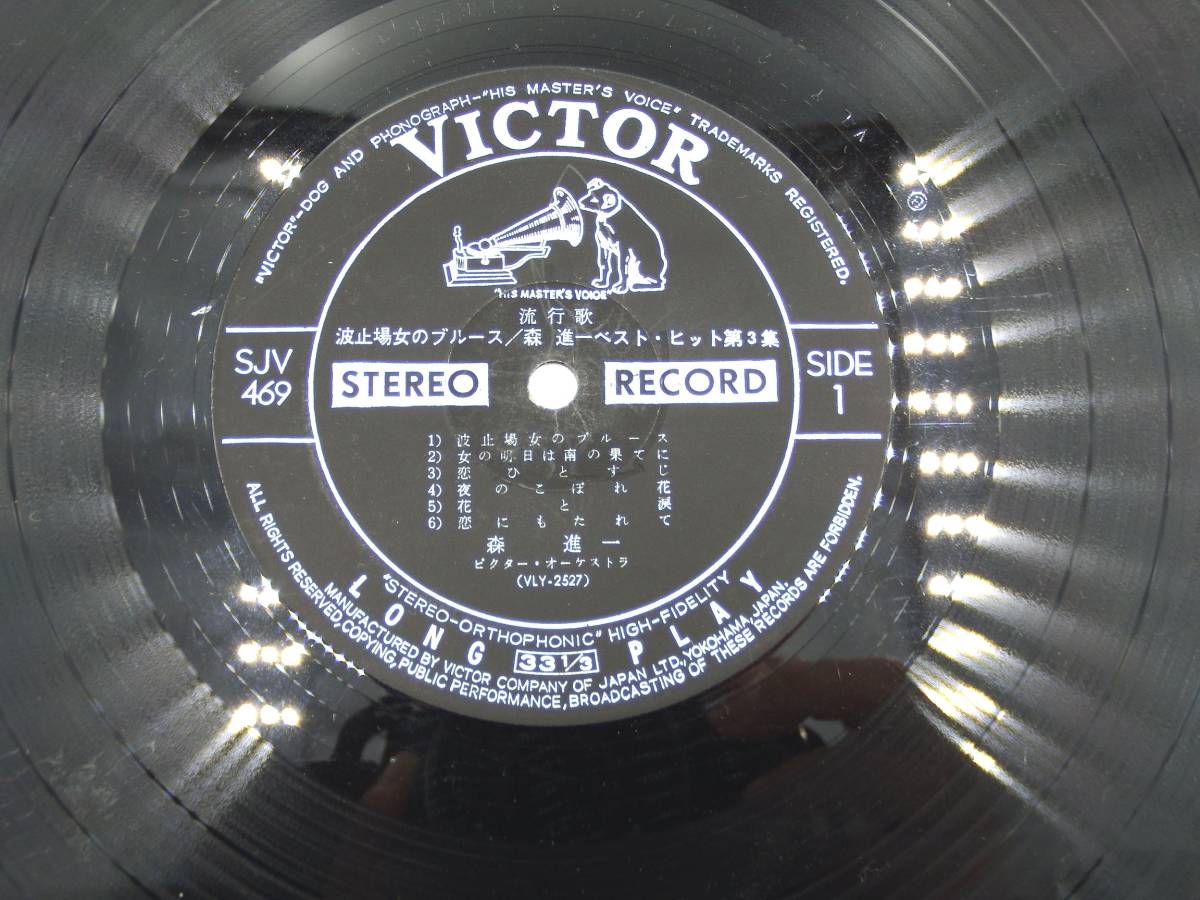 "VICTOR"–DOG AND PHONOGRAPH–"HIS MASTER'S VOICE" TRADEMARKS REGISTERED.
VICTOR
"HIS MASTER'S VOICE"
流行歌
波止場女のブルース/森 進一ベスト・ヒット第3集
SJV
469
STEREO
RECORD
SIDE
1
1) 波止場女のブルース
2) 女の明日は南の果てに
3) 恋ひとすじ
4) 夜のこぼれ花
5) 花と涙
6) 恋にもたれて
森 進一
ビクター・オーケストラ
(VLY-2527)
"STEREO-ORTHOPHONIC" HIGH-FIDELITY
LONG 33 1/3 PLAY
MANUFACTURED BY VICTOR COMPANY OF JAPAN LTD., YOKOHAMA, JAPAN.
ALL RIGHTS RESERVED, COPYING, PUBLIC PERFORMANCE, BROADCASTING OF THESE RECORDS ARE FORBIDDEN.